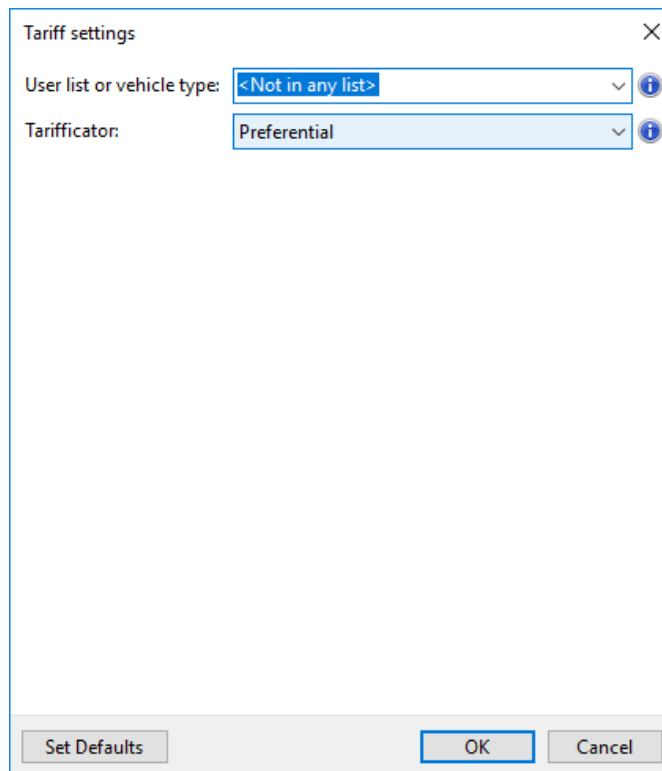 Tariff settings
User list or vehicle type: <Not in any list>
Tarifficator: Preferential
Set Defaults OK Cancel